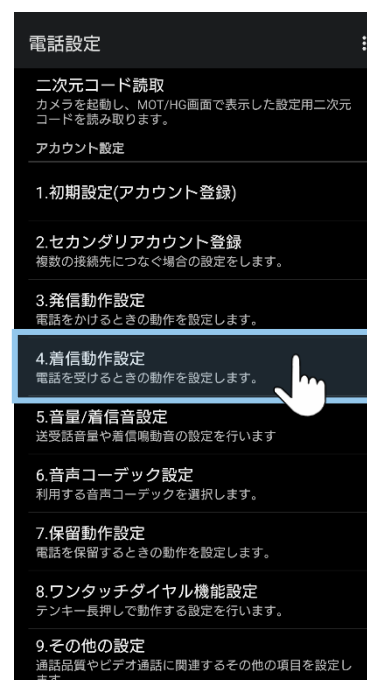 電話設定
二次元コード読取
カメラを起動し、MOT/HG画面で表示した設定用二次元
コードを読み取ります。
アカウント設定
1.初期設定(アカウント登録)
2.セカンダリアカウント登録
複数の接続先につなぐ場合の設定をします。
3.発信動作設定
電話をかけるときの動作を設定します。
4.着信動作設定
電話を受けるときの動作を設定します。
5.音量/着信音設定
送受話音量や着信鳴動音の設定を行います
6.音声コーデック設定
利用する音声コーデックを選択します。
7.保留動作設定
電話を保留するときの動作を設定します。
8.ワンタッチダイヤル機能設定
テンキー長押しで動作する設定を行います。
9.その他の設定
通話品質やビデオ通話に関連するその他の項目を設定し
ます。